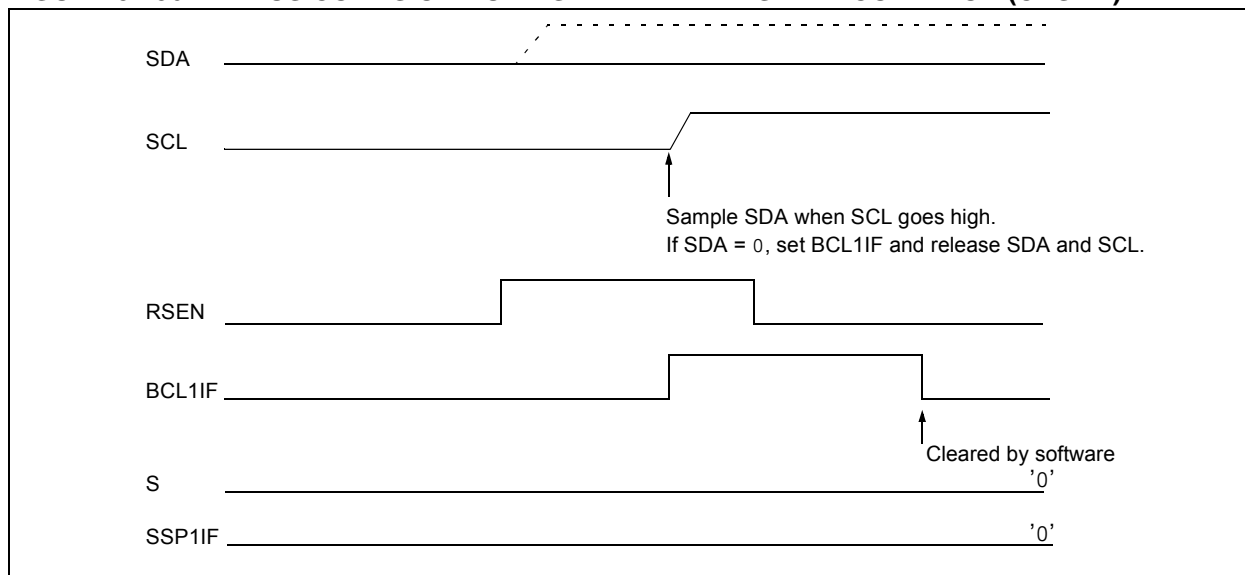 SDA
SCL
Sample SDA when SCL goes high.
If SDA = 0, set BCL1IF and release SDA and SCL.
RSEN
BCL1IF
Cleared by software
S
'0'
SSP1IF
'0'